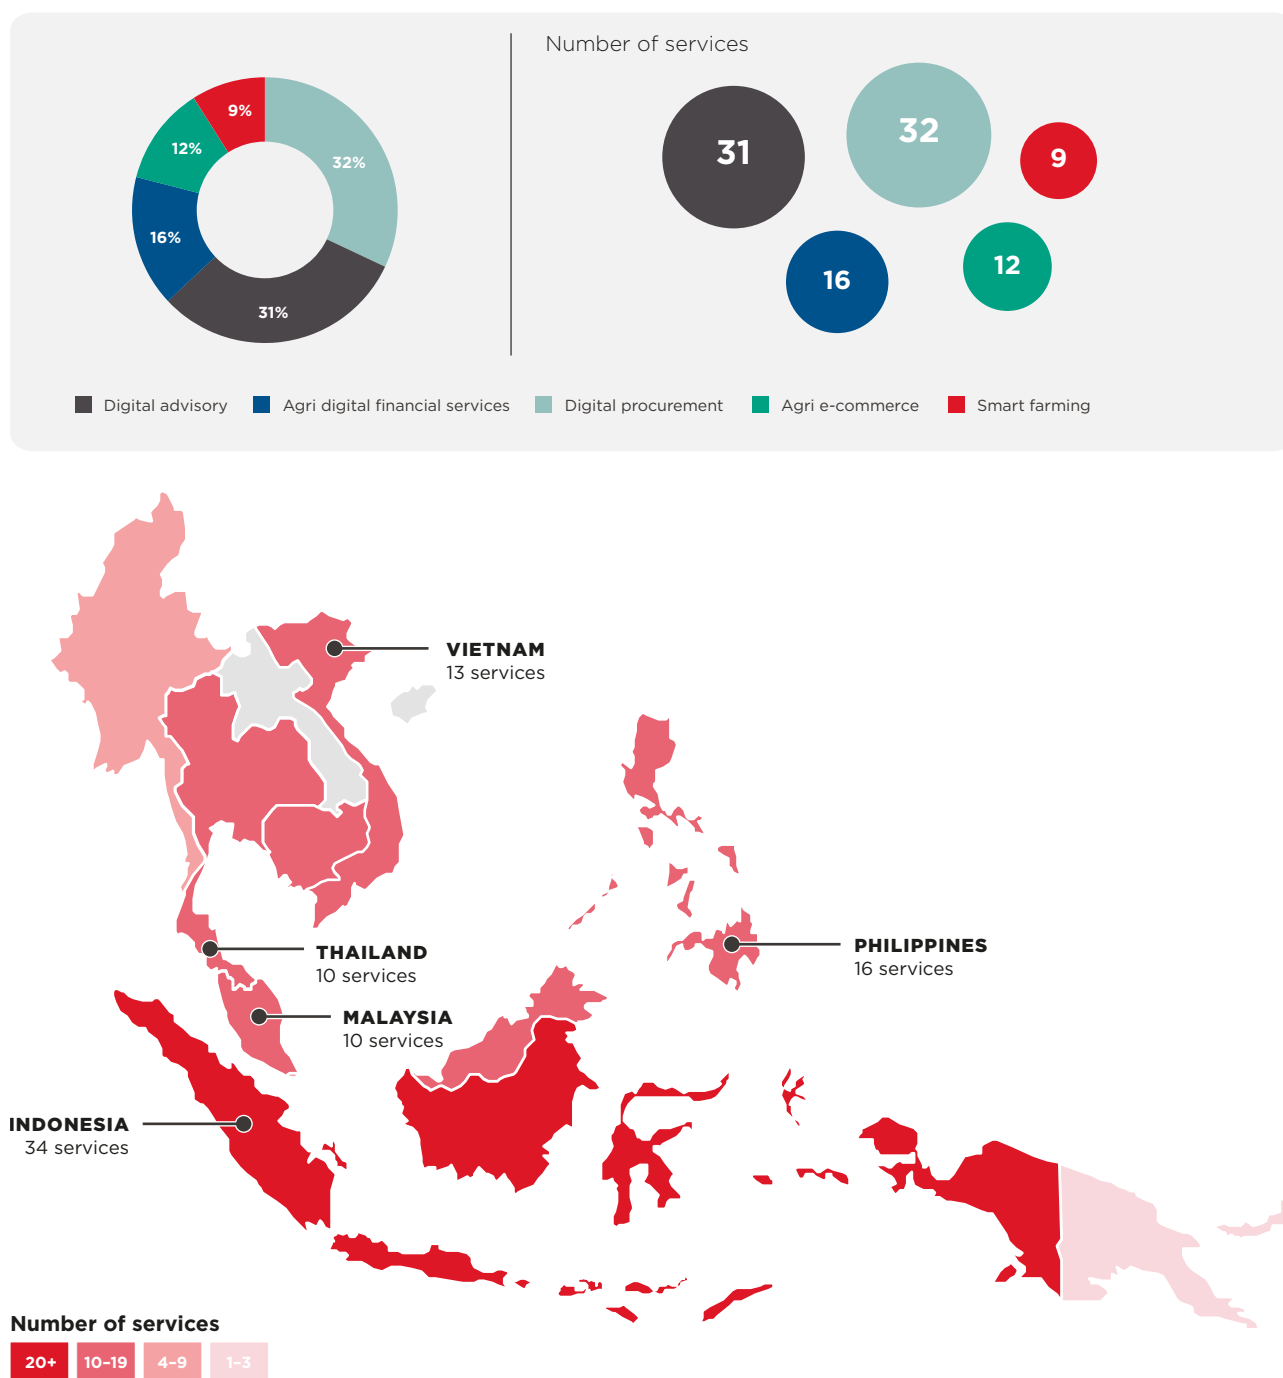 Number of services
9%
12%
32%
16%
31%
31
32
9
16
12
Digital advisory
Agri digital financial services
Digital procurement
Agri e-commerce
Smart farming
VIETNAM
13 services
THAILAND
10 services
PHILIPPINES
16 services
MALAYSIA
10 services
INDONESIA
34 services
Number of services
20+
10–19
4–9
1–3